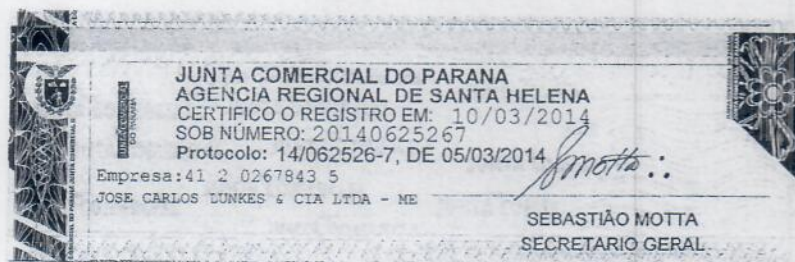 JUNTA COMERCIAL DO PARANA
AGENCIA REGIONAL DE SANTA HELENA
CERTIFICO O REGISTRO EM: 10/03/2014
SOB NÚMERO: 20140625267
Protocolo: 14/062526-7, DE 05/03/2014
Empresa:41 2 0267843 5
JOSE CARLOS LUNKES & CIA LTDA - ME
SEBASTIÃO MOTTA
SECRETARIO GERAL